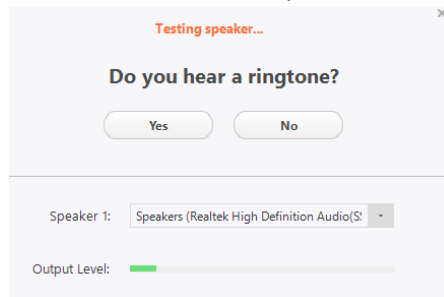 Testing speaker...
Do you hear a ringtone?
Yes No
Speaker 1: Speakers (Realtek High Definition Audio(S
Output Level: